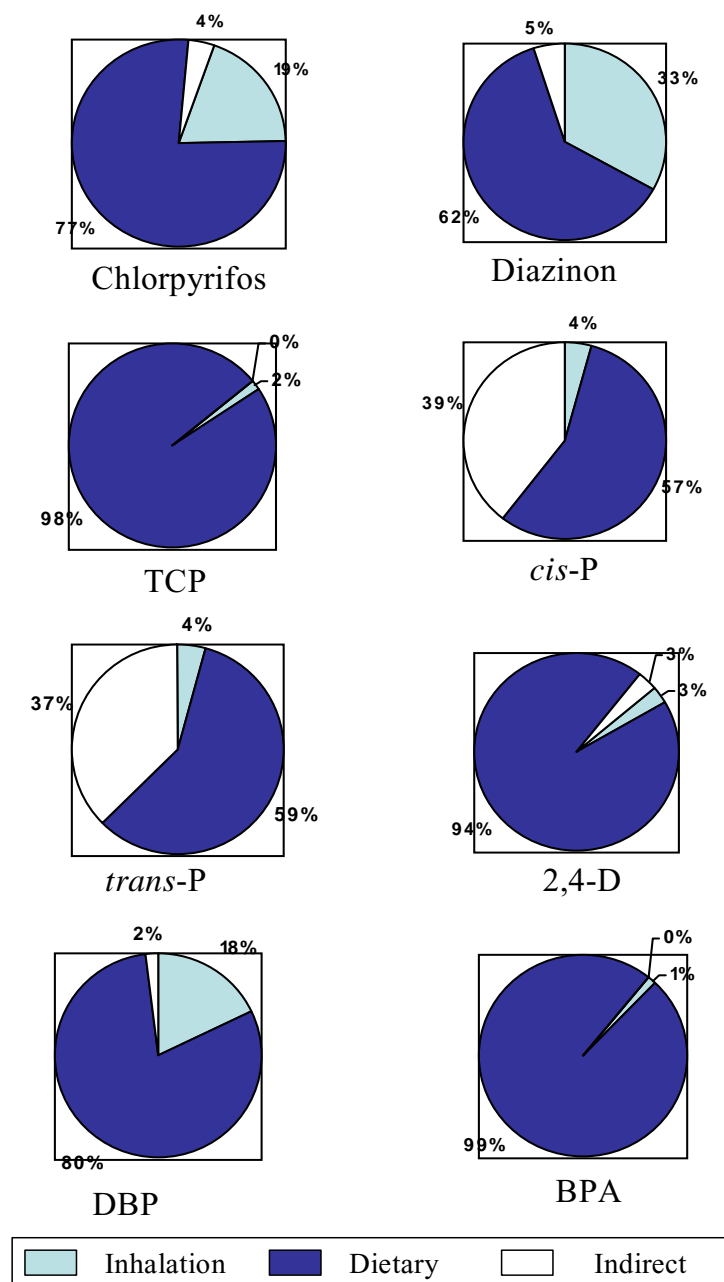 4%
19%
77%
Chlorpyrifos
5%
33%
62%
Diazinon
0%
2%
98%
TCP
4%
39%
57%
cis-P
4%
37%
59%
trans-P
3%
3%
94%
2,4-D
2%
18%
80%
DBP
0%
1%
99%
BPA
Inhalation Dietary Indirect